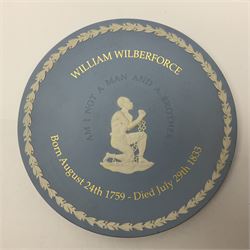 WILLIAM WILBERFORCE
AM I NOT A MAN AND A BROTHER
Born August 24th 1759 - Died July 29th 1833